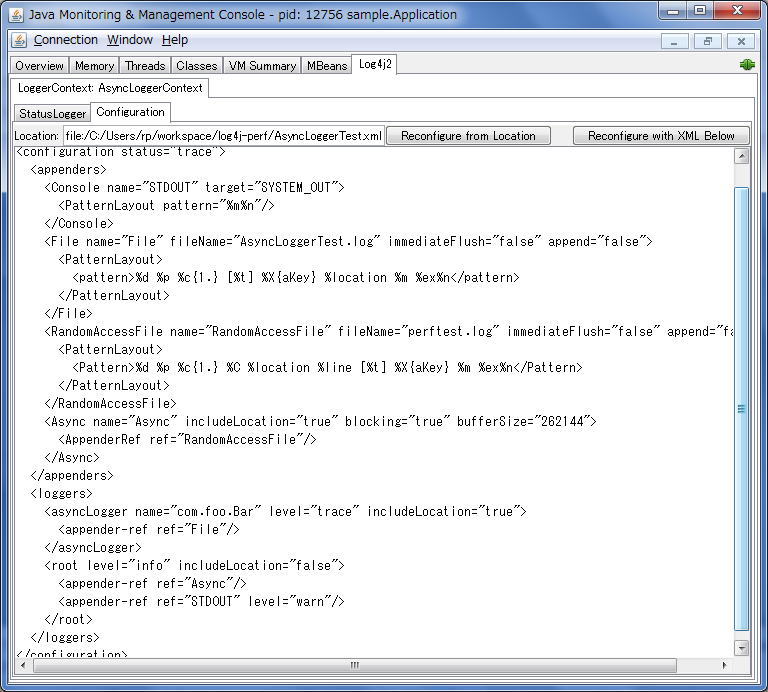 Java Monitoring & Management Console - pid: 12756 sample.Application
Connection Window Help
Overview Memory Threads Classes VM Summary MBeans Log4j2
LoggerContext: AsyncLoggerContext
StatusLogger Configuration
Location: file:/C:/Users/rp/workspace/log4j-perf/AsyncLoggerTest.xml Reconfigure from Location Reconfigure with XML Below
<configuration status="trace">
<appenders>
<Console name="STDOUT" target="SYSTEM_OUT">
<PatternLayout pattern="%m%n"/>
</Console>
<File name="File" fileName="AsyncLoggerTest.log" immediateFlush="false" append="false">
<PatternLayout>
<pattern>%d %p %c{1.} [%t] %X{aKey} %location %m %ex%n</pattern>
</PatternLayout>
</File>
<RandomAccessFile name="RandomAccessFile" fileName="perftest.log" immediateFlush="false" append="fa
<PatternLayout>
<Pattern>%d %p %c{1.} %C %location %line [%t] %X{aKey} %m %ex%n</Pattern>
</PatternLayout>
</RandomAccessFile>
<Async name="Async" includeLocation="true" blocking="true" bufferSize="262144">
<AppenderRef ref="RandomAccessFile"/>
</Async>
</appenders>
<loggers>
<asyncLogger name="com.foo.Bar" level="trace" includeLocation="true">
<appender-ref ref="File"/>
</asyncLogger>
<root level="info" includeLocation="false">
<appender-ref ref="Async"/>
<appender-ref ref="STDOUT" level="warn"/>
</root>
</loggers>
</configuration>